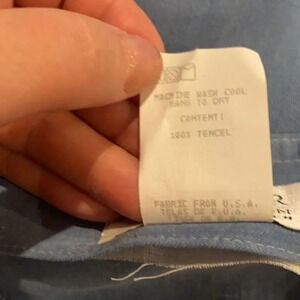 MACHINE WASH COOL
HANG TO DRY
CONTENT:
100% TENCEL
FABRIC FROM U.S.A.
TELAS DE E.U.A.